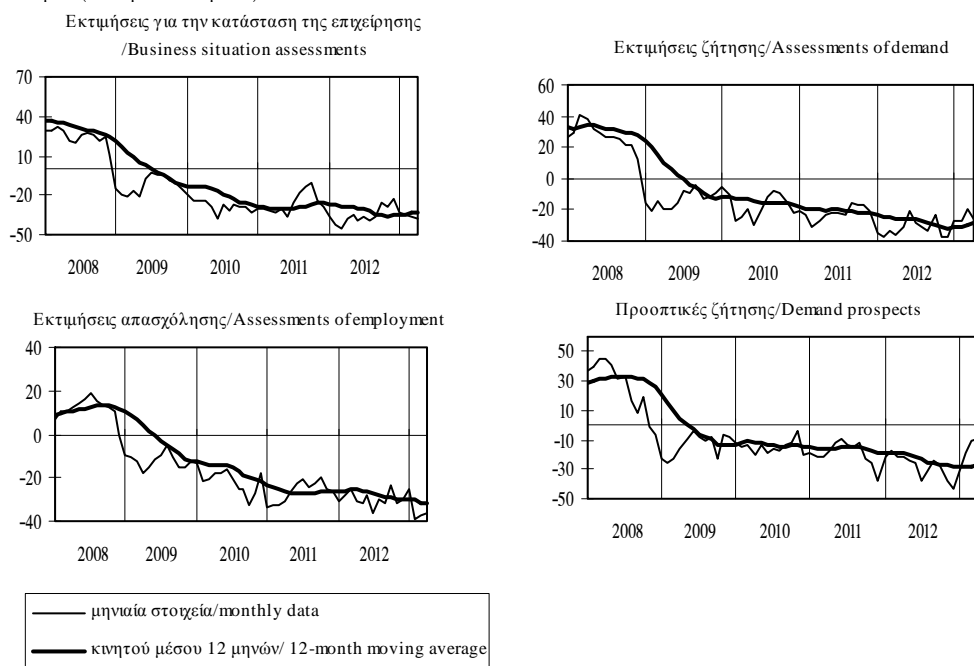 Εκτιμήσεις για την κατάσταση της επιχείρησης
/Business situation assessments
70
40
10
-20
-50
2008 2009 2010 2011 2012
Εκτιμήσεις ζήτησης/Assessments of demand
60
40
20
0
-20
-40
2008 2009 2010 2011 2012
Εκτιμήσεις απασχόλησης/Assessments of employment
40
20
0
-20
-40
2008 2009 2010 2011 2012
Προοπτικές ζήτησης/Demand prospects
50
30
10
-10
-30
-50
2008 2009 2010 2011 2012
μηνιαία στοιχεία/monthly data
κινητού μέσου 12 μηνών/ 12-month moving average